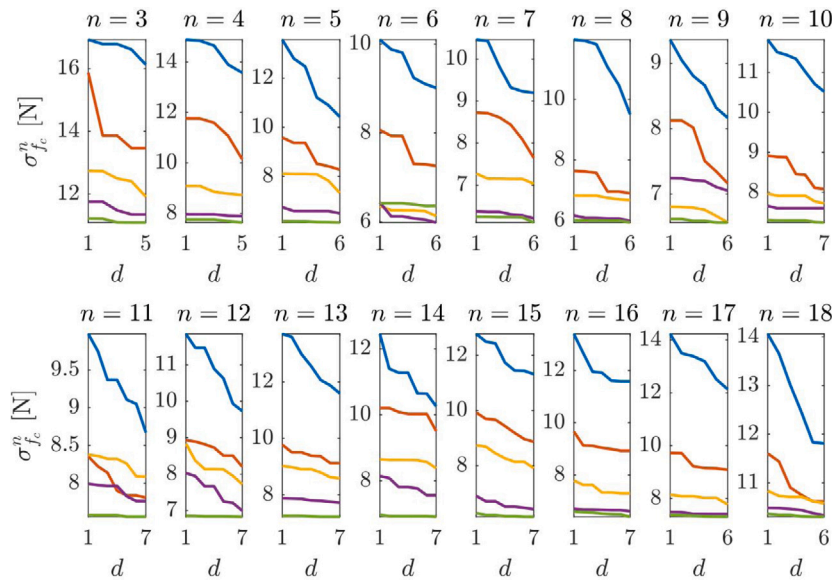 n = 3 n = 4 n = 5 n = 6 n = 7 n = 8 n = 9 n = 10
σ_{f_c}^n [N]
16 14 12
14 12 10 8
12 10 8
10 8 6
10 9 8 7
10 8 6
9 8 7
11 10 9 8
1 5 1 5 1 6 1 6 1 6 1 6 1 6 1 7
d d d d d d d d
n = 11 n = 12 n = 13 n = 14 n = 15 n = 16 n = 17 n = 18
σ_{f_c}^n [N]
9.5 9 8.5 8
11 10 9 8 7
12 10 8
12 10 8
12 10 8
12 10 8
14 12 10 8
14 13 12 11
1 7 1 7 1 7 1 7 1 7 1 7 1 6 1 6
d d d d d d d d